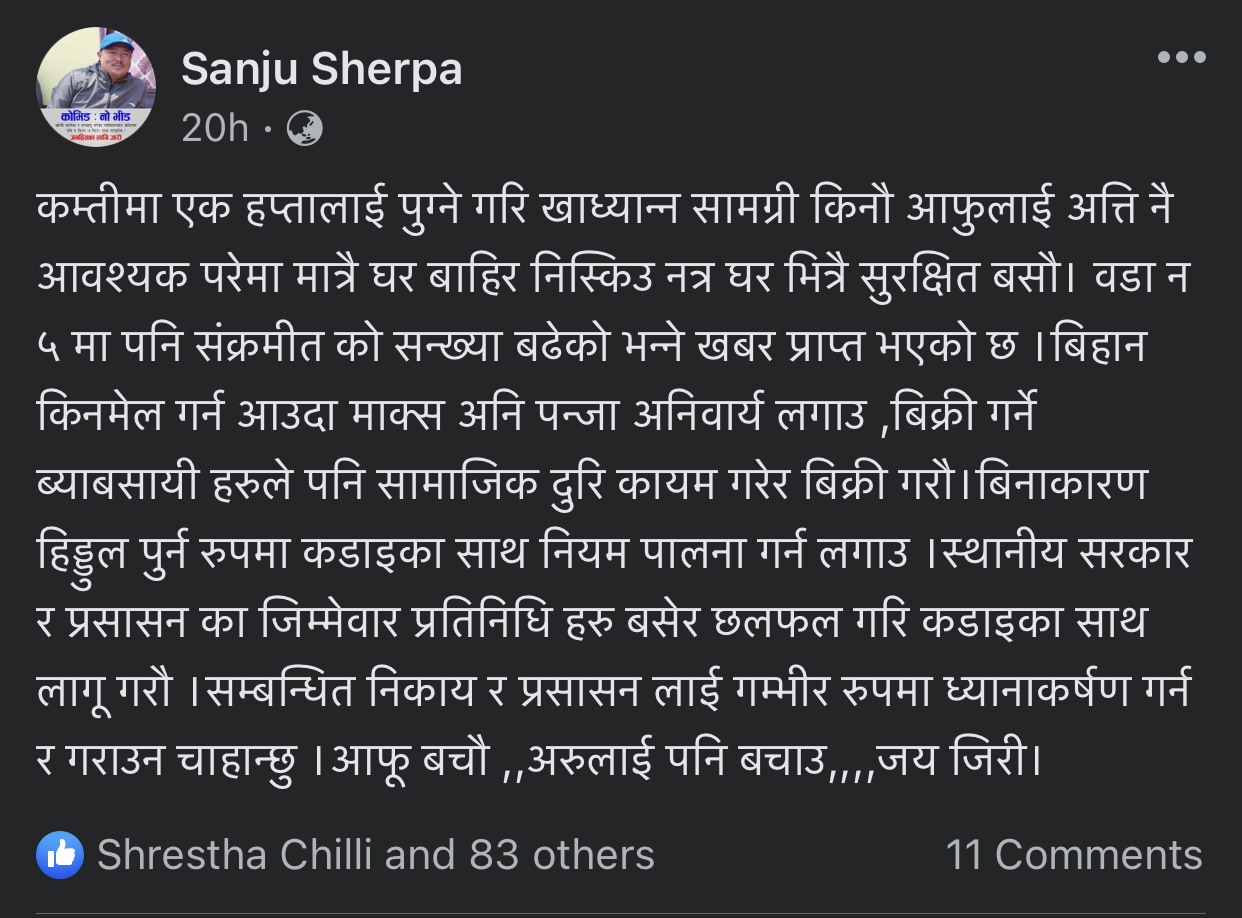 Sanju Sherpa
20h ·
कोभिड : नो भीड
कम्तीमा एक हप्तालाई पुग्ने गरि खाध्यान्न सामग्री किनौ आफुलाई अत्ति नै
आवश्यक परेमा मात्रै घर बाहिर निस्किउ नत्र घर भित्रै सुरक्षित बसौ। वडा न
५ मा पनि संक्रमीत को सन्ख्या बढेको भन्ने खबर प्राप्त भएको छ ।बिहान
किनमेल गर्न आउदा माक्स अनि पन्जा अनिवार्य लगाउ ,बिक्री गर्ने
ब्याबसायी हरुले पनि सामाजिक दुरि कायम गरेर बिक्री गरौ।बिनाकारण
हिड्डुल पुर्न रुपमा कडाइका साथ नियम पालना गर्न लगाउ ।स्थानीय सरकार
र प्रसासन का जिम्मेवार प्रतिनिधि हरु बसेर छलफल गरि कडाइका साथ
लागू गरौ ।सम्बन्धित निकाय र प्रसासन लाई गम्भीर रुपमा ध्यानाकर्षण गर्न
र गराउन चाहान्छु ।आफू बचौ ,,अरुलाई पनि बचाउ,,,,जय जिरी।
Shrestha Chilli and 83 others 11 Comments